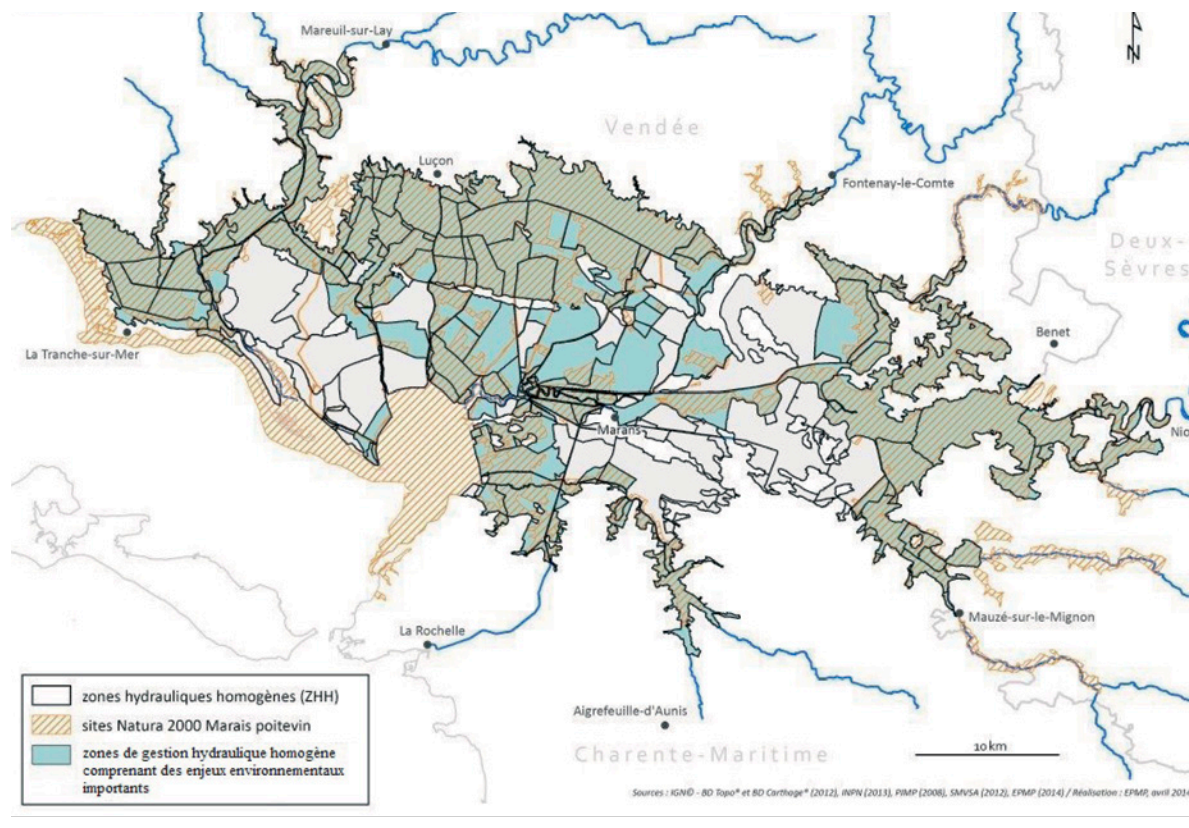 Mareuil-sur-Lay
N
Vendée
Luçon
Fontenay-le-Comte
Deux-
Sèvres
La Tranche-sur-Mer
Benet
Marans
Nio
Mauzé-sur-le-Mignon
La Rochelle
Aigrefeuille-d'Aunis
Charente-Maritime
10 km
zones hydrauliques homogènes (ZHH)
sites Natura 2000 Marais poitevin
zones de gestion hydraulique homogène
comprenant des enjeux environnementaux
importants
Sources : IGN© - BD Topo® et BD Carthage® (2012), INPN (2013), PIMP (2008), SMVSA (2012), EPMP (2014) / Réalisation : EPMP, avril 2014